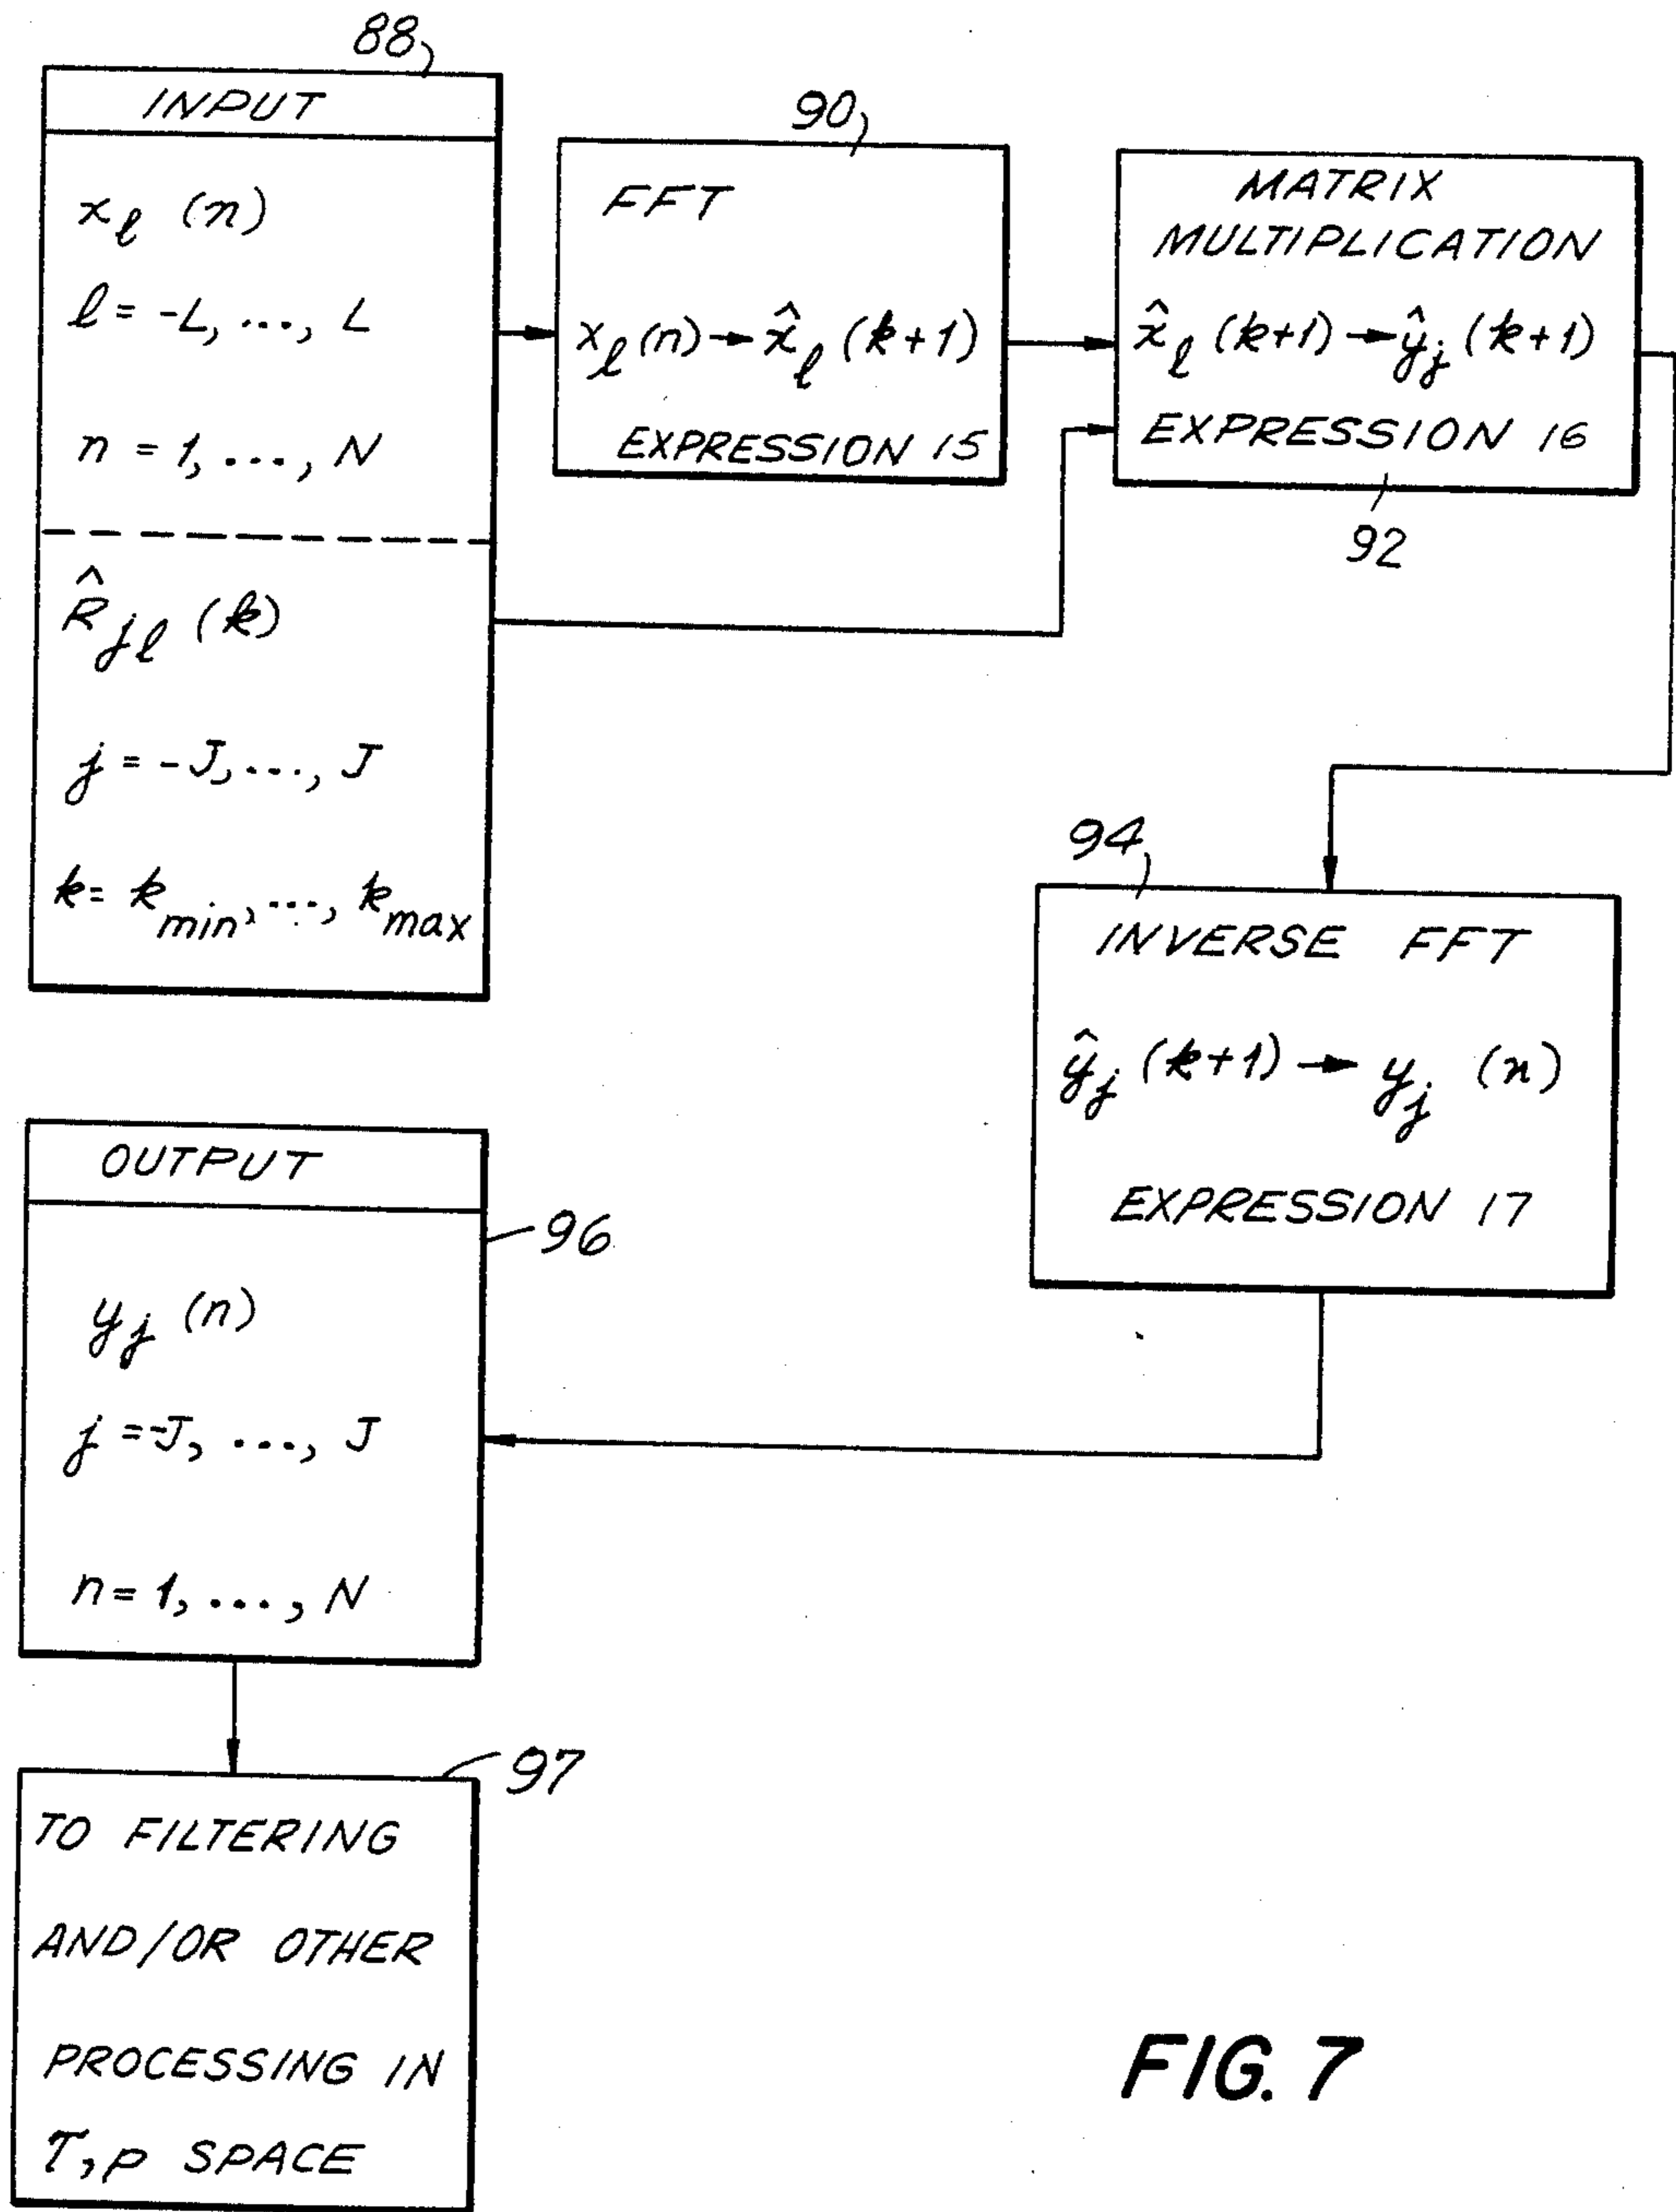 88
INPUT
x_ℓ (n)
ℓ = -L, ..., L
n = 1, ..., N
R̂_jℓ (k)
j = -J, ..., J
k = k_min, ..., k_max
90
FFT
x_ℓ (n) → x̂_ℓ (k+1)
EXPRESSION 15
MATRIX
MULTIPLICATION
x̂_ℓ (k+1) → ŷ_j (k+1)
EXPRESSION 16
92
94
INVERSE FFT
ŷ_j (k+1) → y_j (n)
EXPRESSION 17
OUTPUT
96
y_j (n)
j = -J, ..., J
n = 1, ..., N
97
TO FILTERING
AND/OR OTHER
PROCESSING IN
τ,p SPACE
FIG. 7